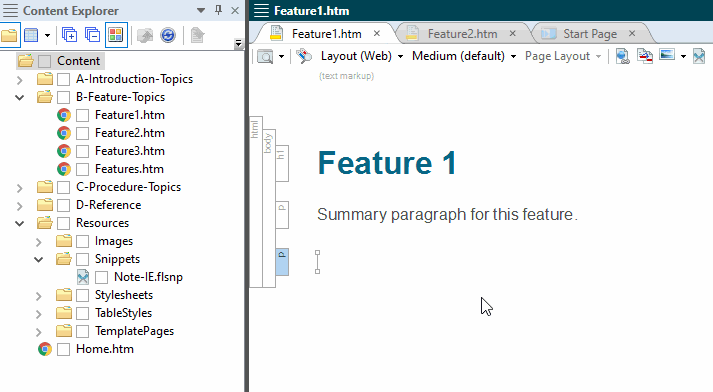 Content Explorer
Content
A-Introduction-Topics
B-Feature-Topics
Feature1.htm
Feature2.htm
Feature3.htm
Features.htm
C-Procedure-Topics
D-Reference
Resources
Images
Snippets
Note-IE.flsnp
Stylesheets
TableStyles
TemplatePages
Home.htm
Feature1.htm
Feature1.htm Feature2.htm Start Page
Layout (Web) Medium (default) Page Layout
(text markup)
html
body
h1
Feature 1
p
Summary paragraph for this feature.
p